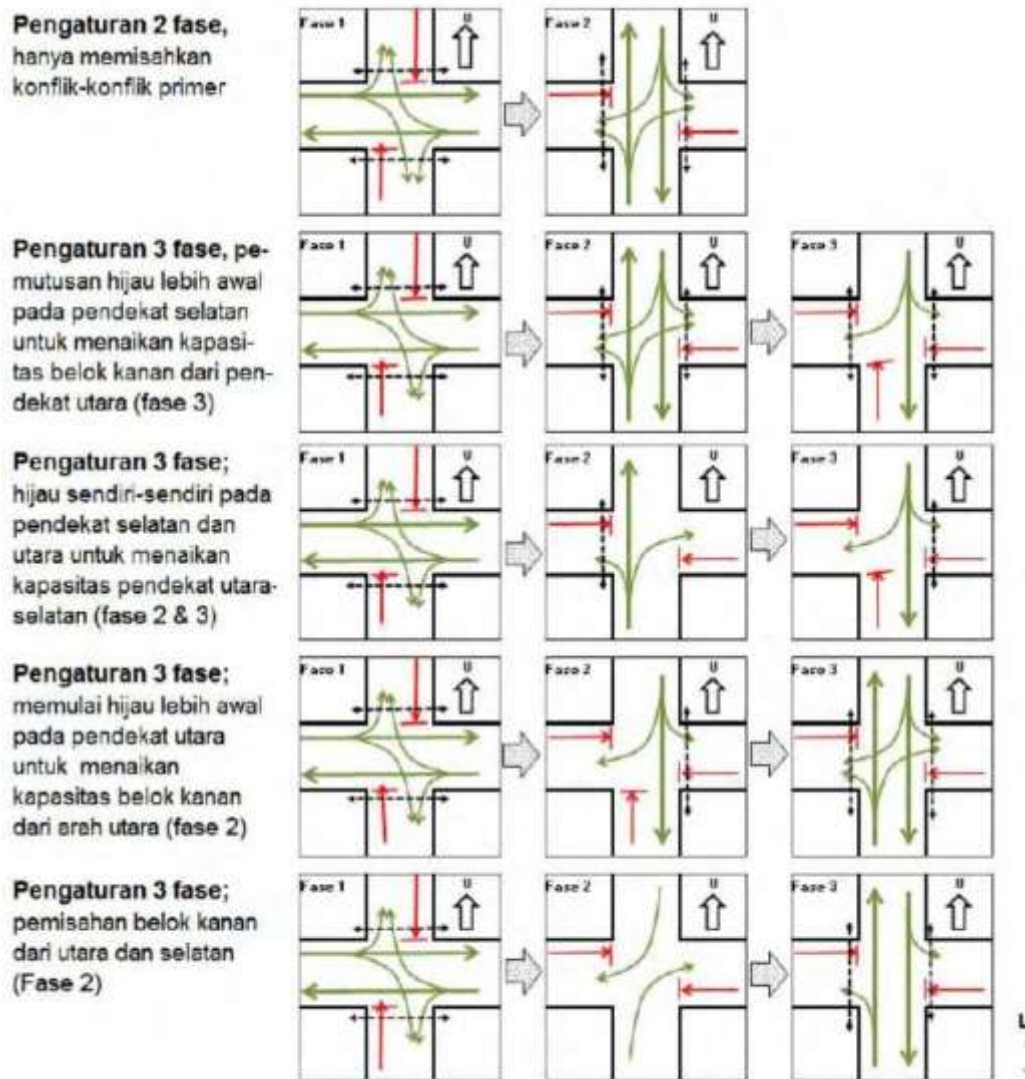 Pengaturan 2 fase,
hanya memisahkan
konflik-konflik primer
Fase 1
U
Fase 2
U
Pengaturan 3 fase, pe-
mutusan hijau lebih awal
pada pendekat selatan
untuk menaikan kapasi-
tas belok kanan dari pen-
dekat utara (fase 3)
Fase 1
U
Fase 2
U
Fase 3
U
Pengaturan 3 fase;
hijau sendiri-sendiri pada
pendekat selatan dan
utara untuk menaikan
kapasitas pendekat utara-
selatan (fase 2 & 3)
Fase 1
U
Fase 2
U
Fase 3
U
Pengaturan 3 fase;
memulai hijau lebih awal
pada pendekat utara
untuk menaikan
kapasitas belok kanan
dari arah utara (fase 2)
Fase 1
U
Fase 2
U
Fase 3
U
Pengaturan 3 fase;
pemisahan belok kanan
dari utara dan selatan
(Fase 2)
Fase 1
U
Fase 2
U
Fase 3
U